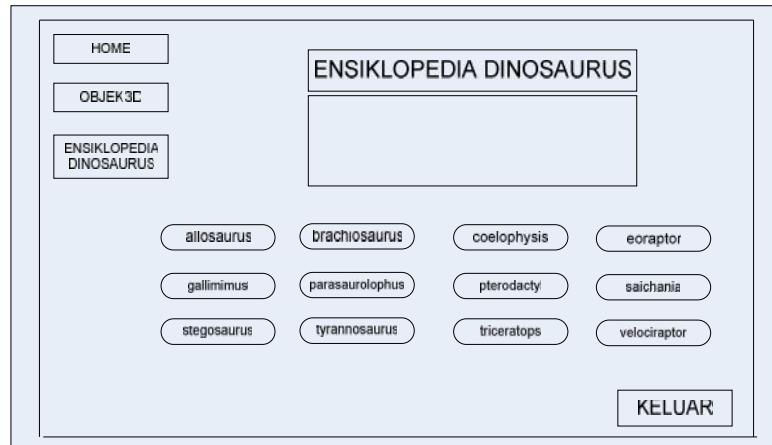 HOME
OBJEK3D
ENSIKLOPEDIA
DINOSAURUS
ENSIKLOPEDIA DINOSAURUS
allosaurus
brachiosaurus
coelophysis
eoraptor
gallimimus
parasaurolophus
pterodactyl
saichania
stegosaurus
tyrannosaurus
triceratops
velociraptor
KELUAR